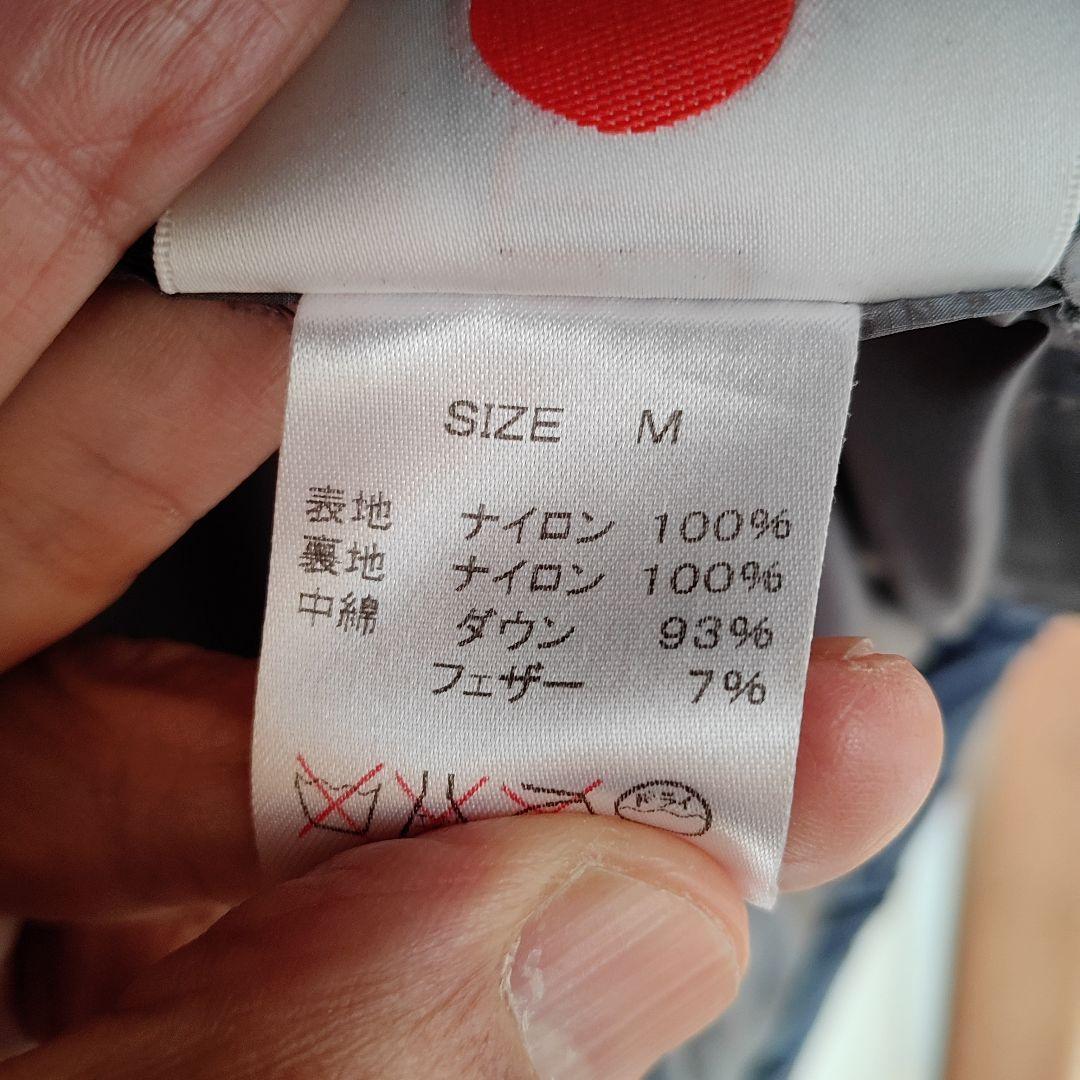 SIZE M
表地 ナイロン 100%
裏地 ナイロン 100%
中綿 ダウン 93%
フェザー 7%
ドライ